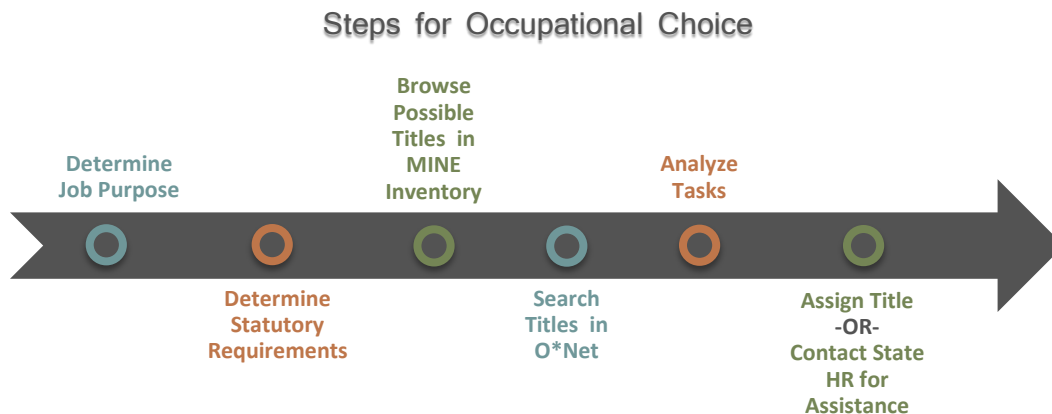 Steps for Occupational Choice
Determine
Job Purpose
Determine
Statutory
Requirements
Browse
Possible
Titles in
MINE
Inventory
Search
Titles in
O*Net
Analyze
Tasks
Assign Title
-OR-
Contact State
HR for
Assistance